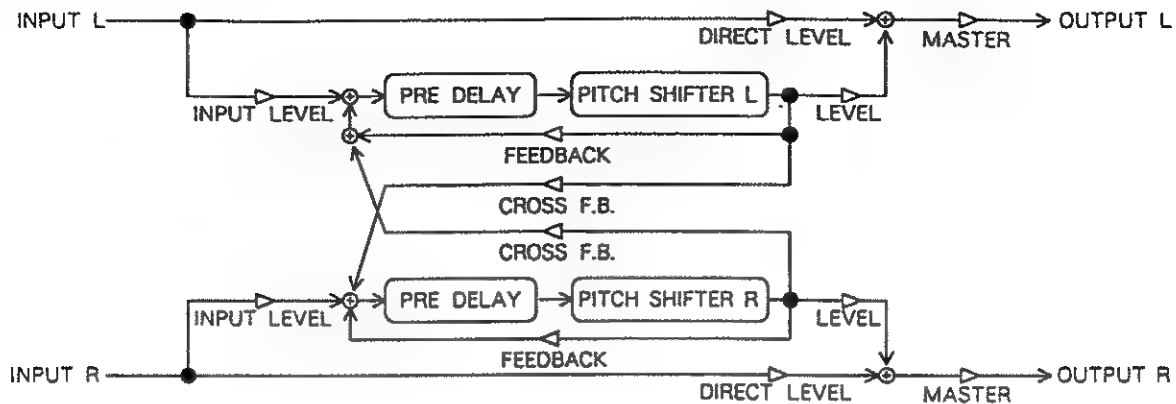 INPUT L
DIRECT LEVEL
MASTER
OUTPUT L
INPUT LEVEL
PRE DELAY
PITCH SHIFTER L
LEVEL
FEEDBACK
CROSS F.B.
CROSS F.B.
INPUT LEVEL
PRE DELAY
PITCH SHIFTER R
LEVEL
FEEDBACK
INPUT R
DIRECT LEVEL
MASTER
OUTPUT R